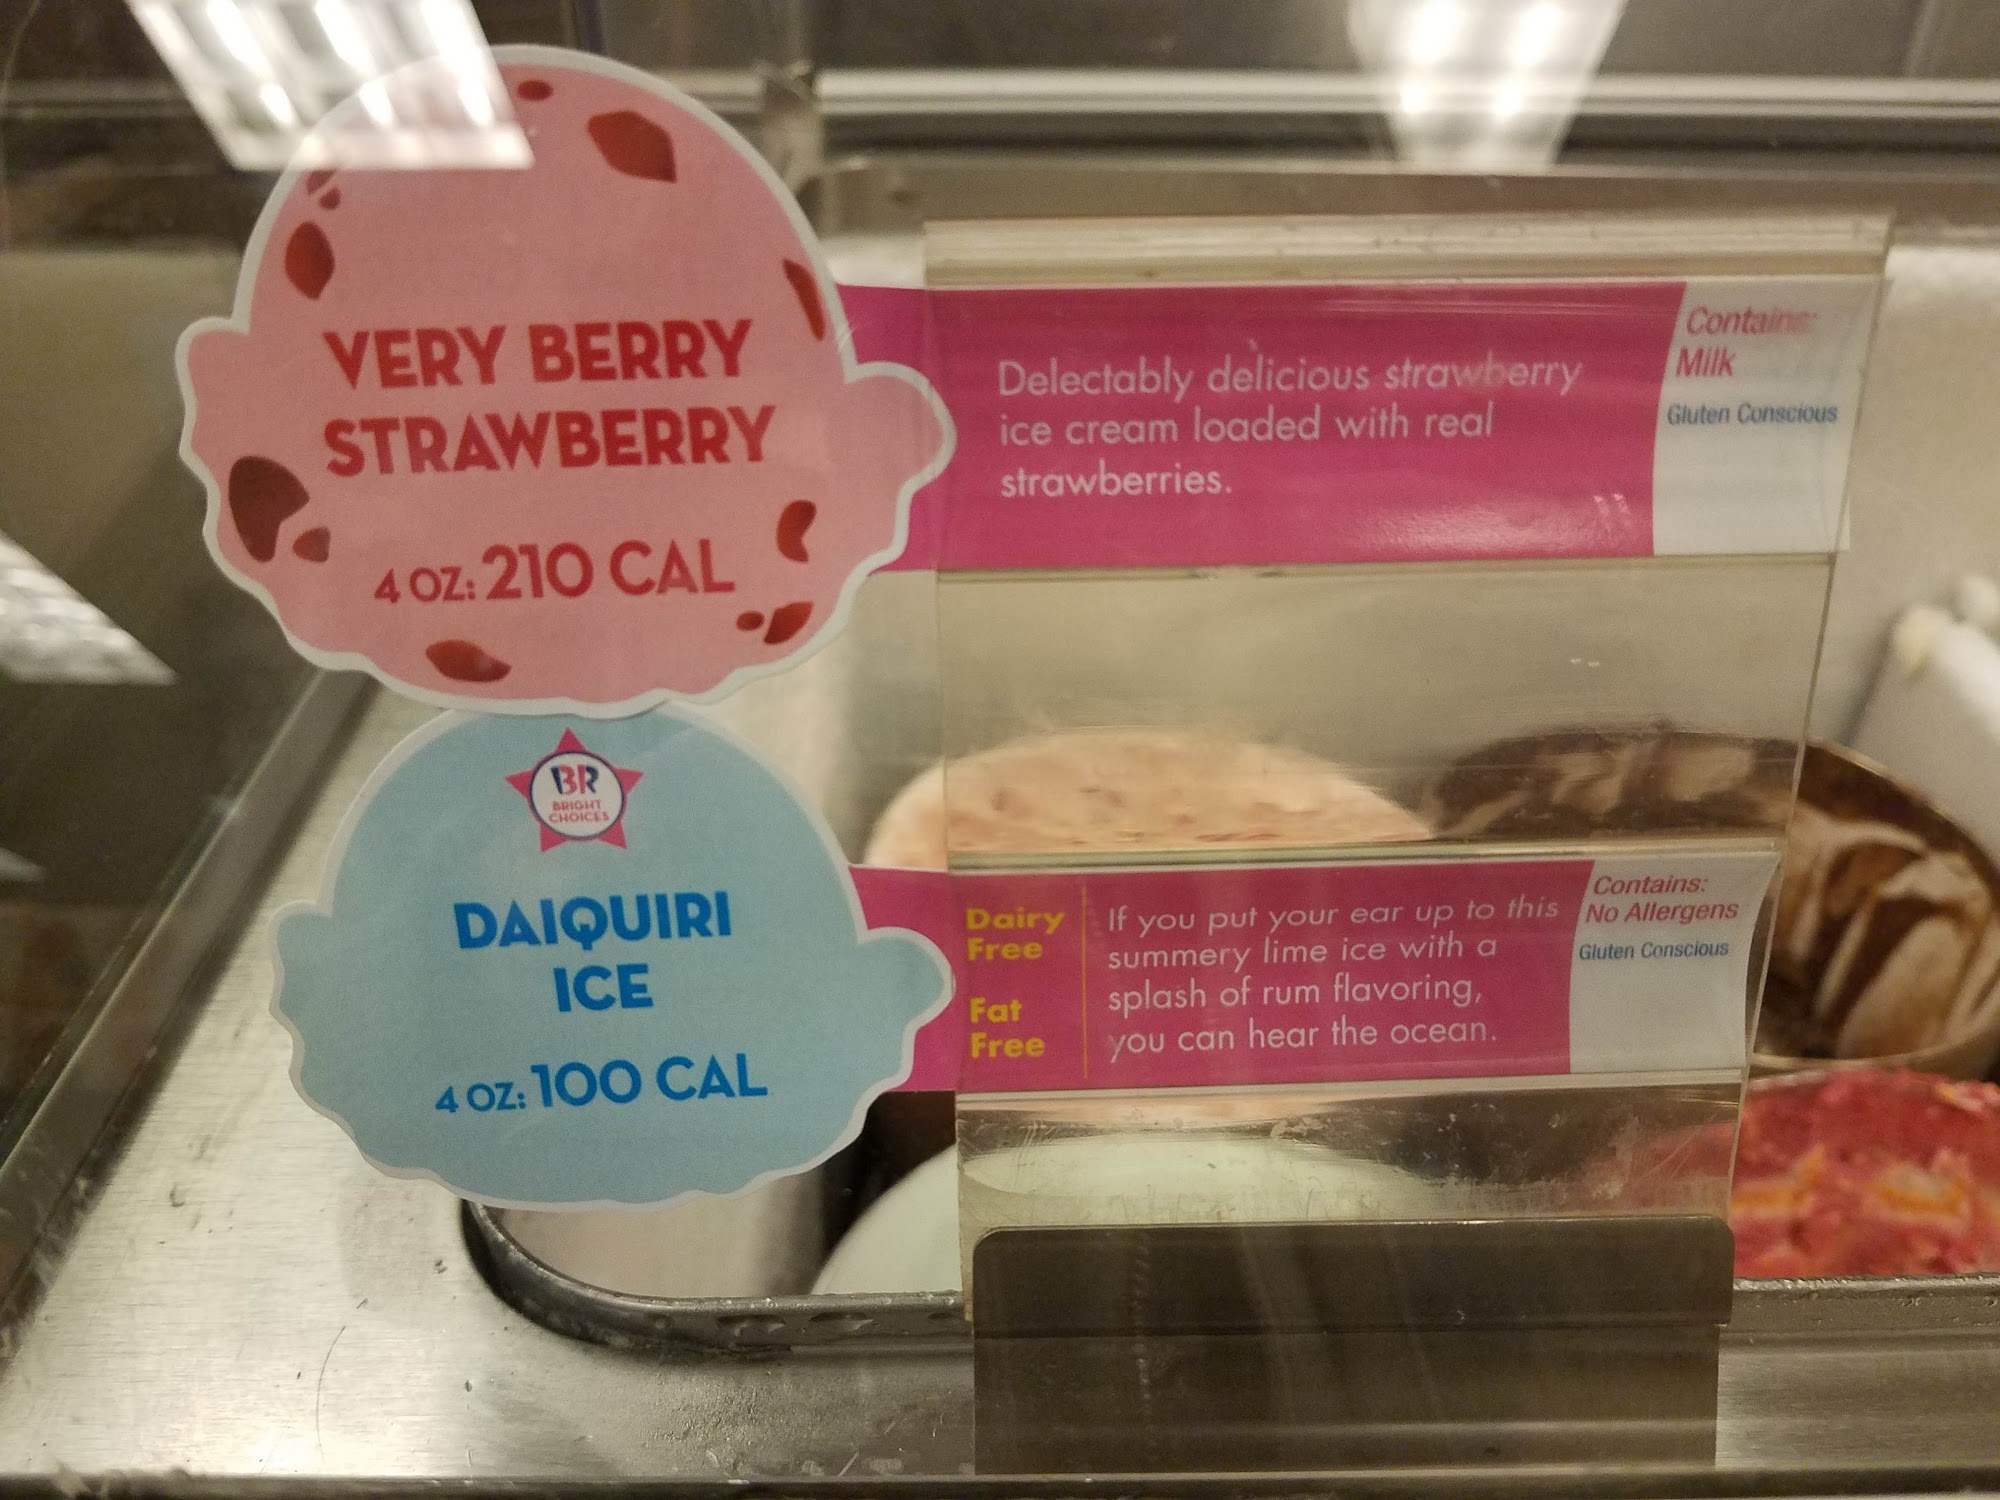 VERY BERRY
STRAWBERRY
4 OZ: 210 CAL
Delectably delicious strawberry
ice cream loaded with real
strawberries.
Contains:
Milk
Gluten Conscious
BR
BRIGHT
CHOICES
DAIQUIRI
ICE
4 OZ: 100 CAL
Dairy
Free
Fat
Free
If you put your ear up to this
summery lime ice with a
splash of rum flavoring,
you can hear the ocean.
Contains:
No Allergens
Gluten Conscious